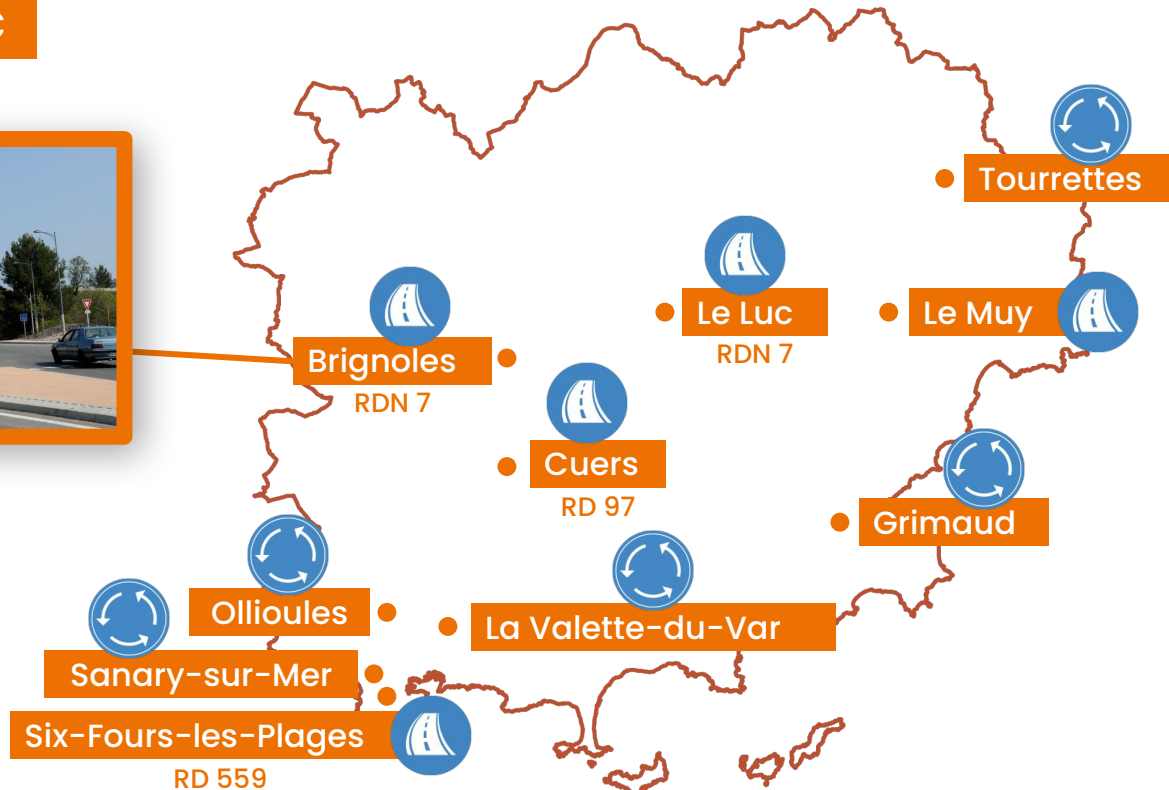 Tourrettes
Le Luc
RDN 7
Le Muy
Brignoles
RDN 7
Cuers
RD 97
Grimaud
Ollioules
La Valette-du-Var
Sanary-sur-Mer
Six-Fours-les-Plages
RD 559